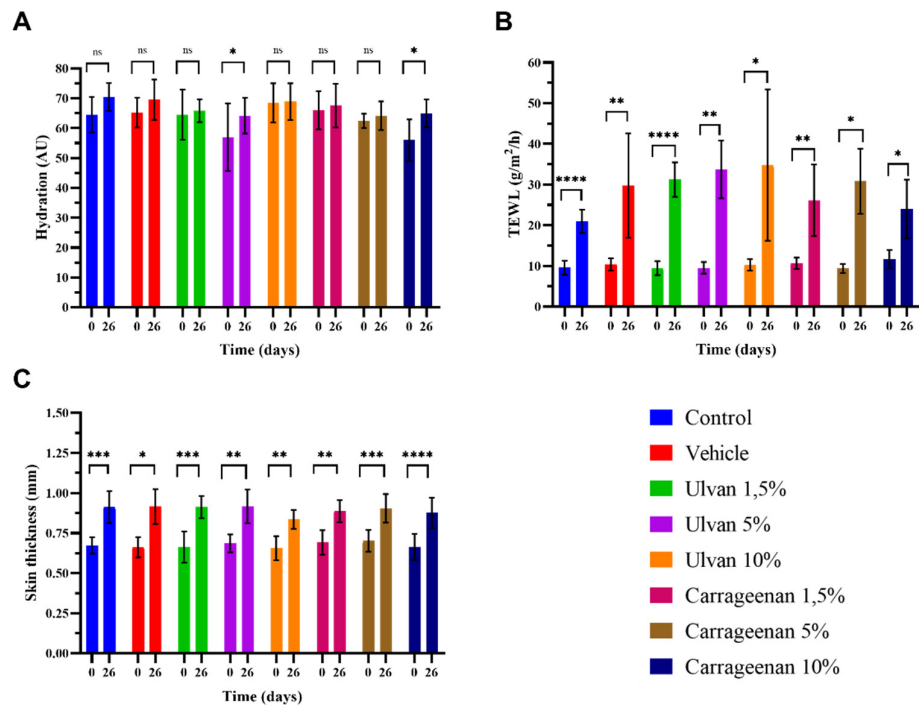 A
ns ns ns * ns ns ns *
80
70
60
50
40
30
20
10
0
Hydration (AU)
0 26 0 26 0 26 0 26 0 26 0 26 0 26 0 26
Time (days)
B
**** ** **** ** * ** * *
60
50
40
30
20
10
0
TEWL (g/m²/h)
0 26 0 26 0 26 0 26 0 26 0 26 0 26 0 26
Time (days)
C
*** * *** ** ** ** *** ****
1.50
1.25
1.00
0.75
0.50
0.25
0.00
Skin thickness (mm)
0 26 0 26 0 26 0 26 0 26 0 26 0 26 0 26
Time (days)
Control
Vehicle
Ulvan 1,5%
Ulvan 5%
Ulvan 10%
Carrageenan 1,5%
Carrageenan 5%
Carrageenan 10%